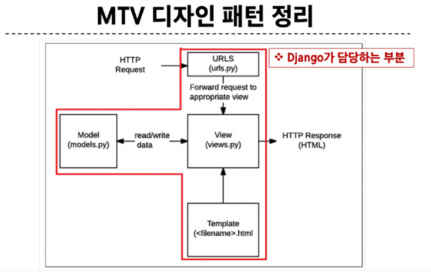 MTV 디자인 패턴 정리
❖ Django가 담당하는 부분
HTTP
Request
URLS
(urls.py)
Forward request to
appropriate view
Model
(models.py)
read/write
data
View
(views.py)
HTTP Response
(HTML)
Template
(<filename>.html